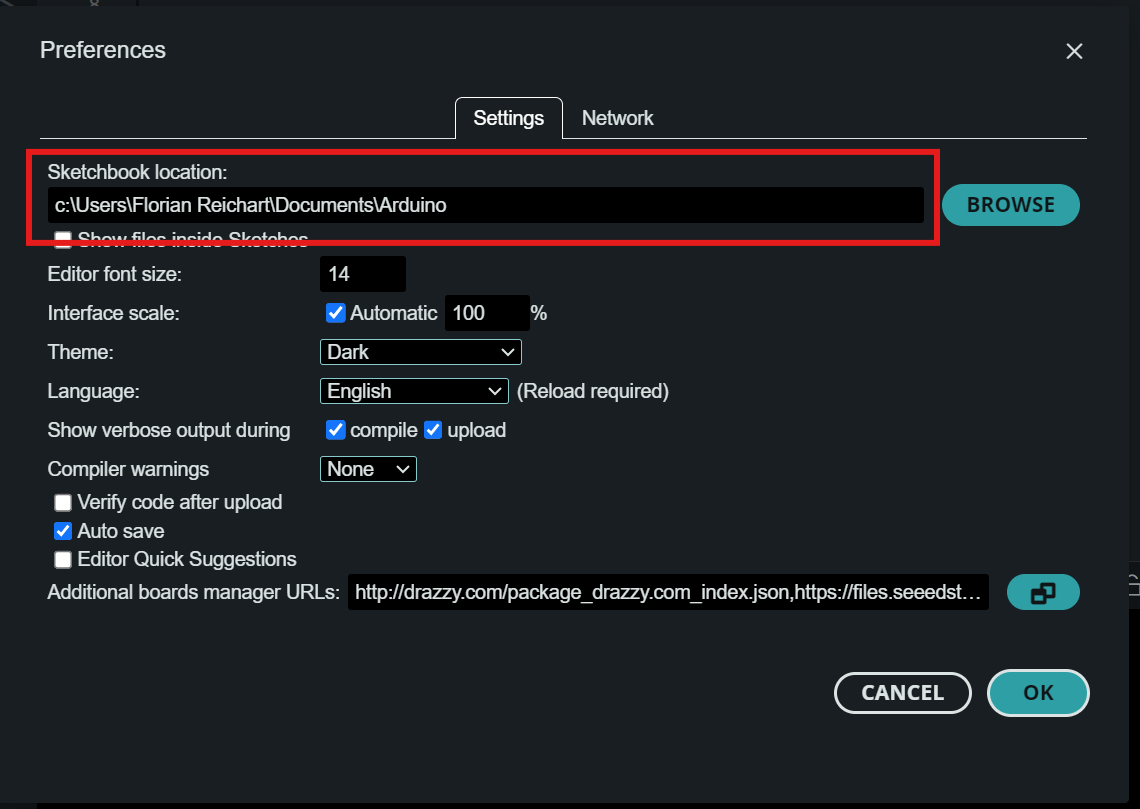 Preferences
Settings Network
Sketchbook location:
c:\Users\Florian Reichart\Documents\Arduino
BROWSE
Show files inside Sketches
Editor font size: 14
Interface scale: Automatic 100 %
Theme: Dark
Language: English (Reload required)
Show verbose output during compile upload
Compiler warnings None
Verify code after upload
Auto save
Editor Quick Suggestions
Additional boards manager URLs: http://drazzy.com/package_drazzy.com_index.json,https://files.seeedst...
CANCEL OK